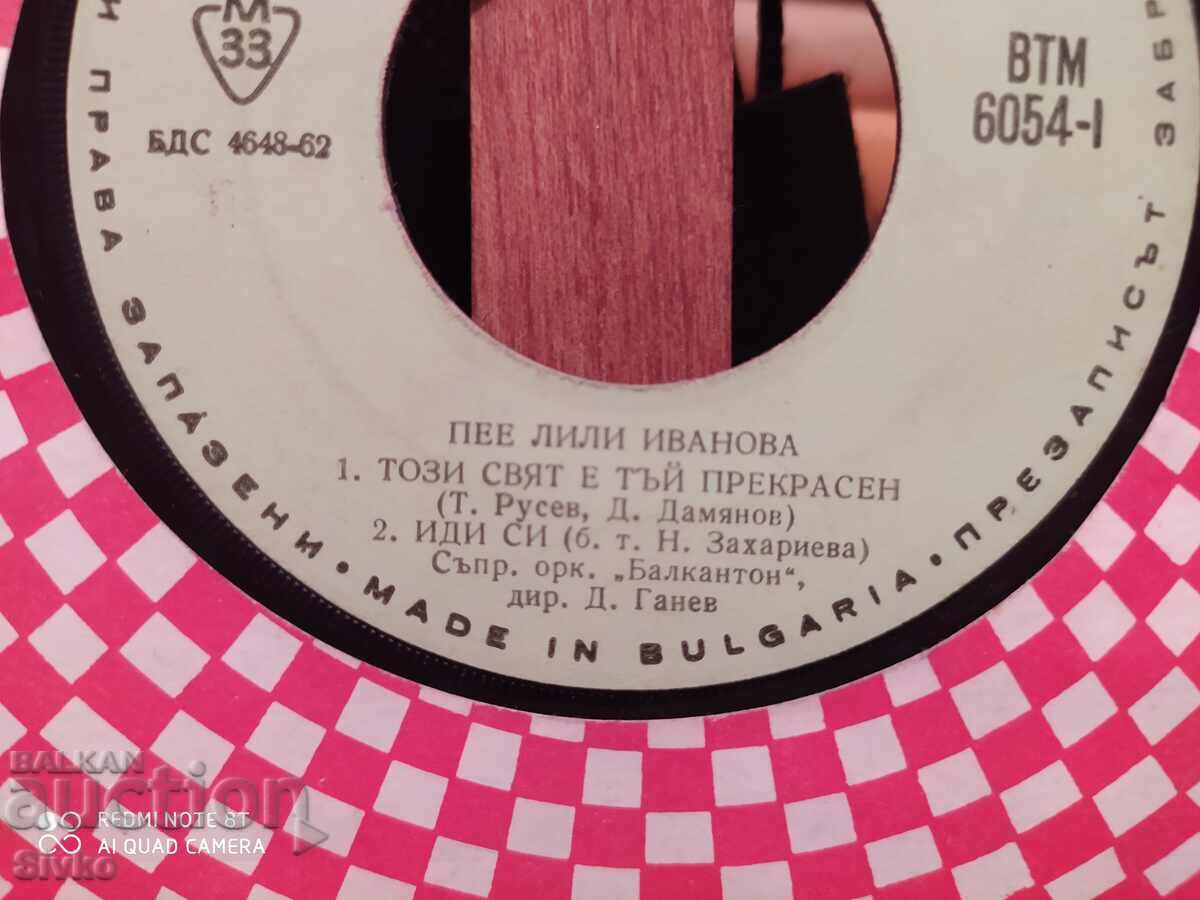 М
33
БДС 4648-62
ВТМ
6054-I
ПЕЕ ЛИЛИ ИВАНОВА
1. ТОЗИ СВЯТ Е ТЪЙ ПРЕКРАСЕН
(Т. Русев, Д. Дамянов)
2. ИДИ СИ (б. т. Н. Захариева)
Съпр. орк. „Балкантон“,
дир. Д. Ганев
И ПРАВА ЗАПАЗЕНИ • MADE IN BULGARIA • ПРЕЗАПИСЪТ ЗАБР
BALKAN
auction
REDMI NOTE 8T
AI QUAD CAMERA
Sivko